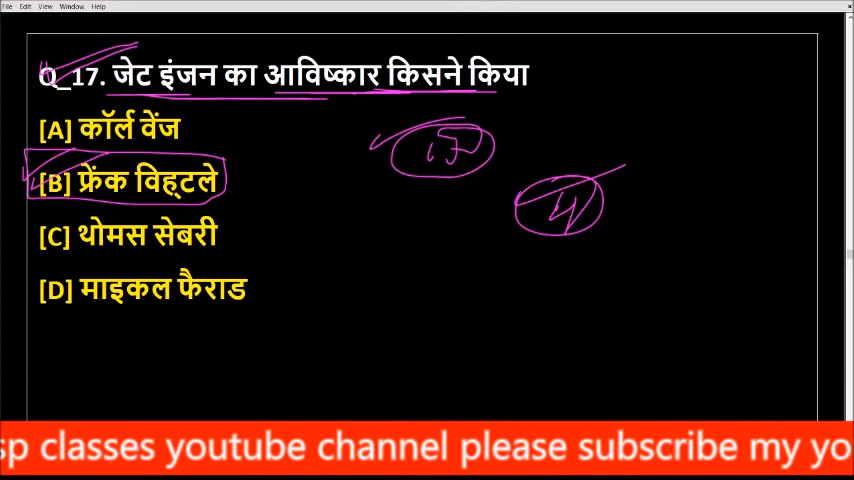 File Edit View Window Help
Q_17. जेट इंजन का आविष्कार किसने किया
[A] कॉर्ल वेंज
[B] फ्रेंक विह्टले
[C] थोमस सेबरी
[D] माइकल फैराड
sp classes youtube channel please subscribe my yo